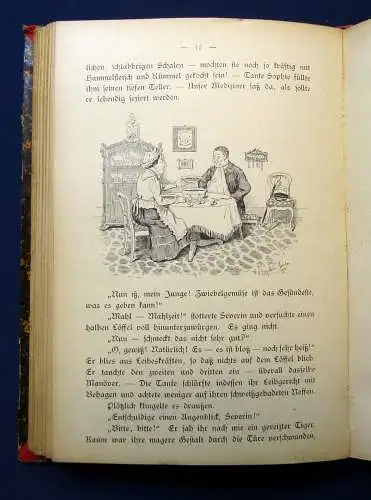 — 11 —
lichen, schlabbrigen Schalen — mochten sie noch so kräftig mit
Hammelfleisch und Kümmel gekocht sein! — Tante Sophie füllte
ihm seinen tiefen Teller. — Unser Mediziner saß da, als sollte
er lebendig seziert werden.
„Nun iß, mein Junge! Zwiebelgemüse ist das Gesündeste,
was es geben kann!“
„Mahl — Mahlzeit!“ stotterte Severin und versuchte einen
halben Löffel voll hinunterzuwürgen. Es ging nicht.
„Nun — schmeckt das nicht sehr gut?“
„O, gewiß! Natürlich! Es — es ist bloß — noch sehr heiß!“
Er blies aus Leibeskräften, so daß nichts auf dem Löffel blieb.
Er tauchte den zweiten und dritten ein — überall dasselbe
Manöver. — Die Tante schlürfte indessen ihr Leibgericht mit
Behagen und achtete weniger auf ihren schweißgebadeten Neffen.
Plötzlich klingelte es draußen.
„Entschuldige einen Augenblick, Severin!“
„Bitte, bitte!“ — Er sah ihr nach wie ein gereizter Tiger.
Kaum war ihre magere Gestalt durch die Türe verschwunden,